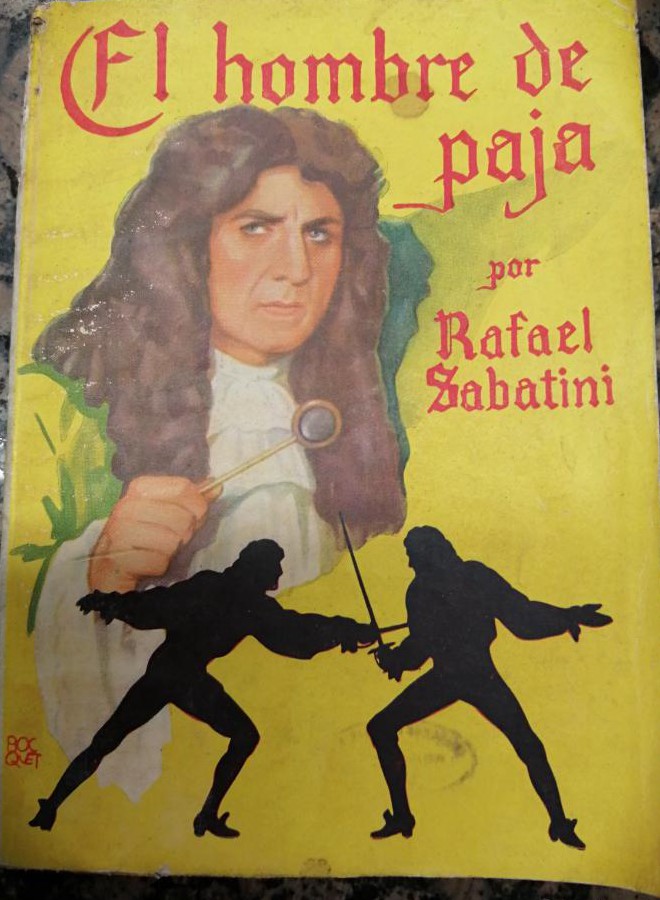 El hombre de
paja
por
Rafael
Sabatini
BOC
QUET